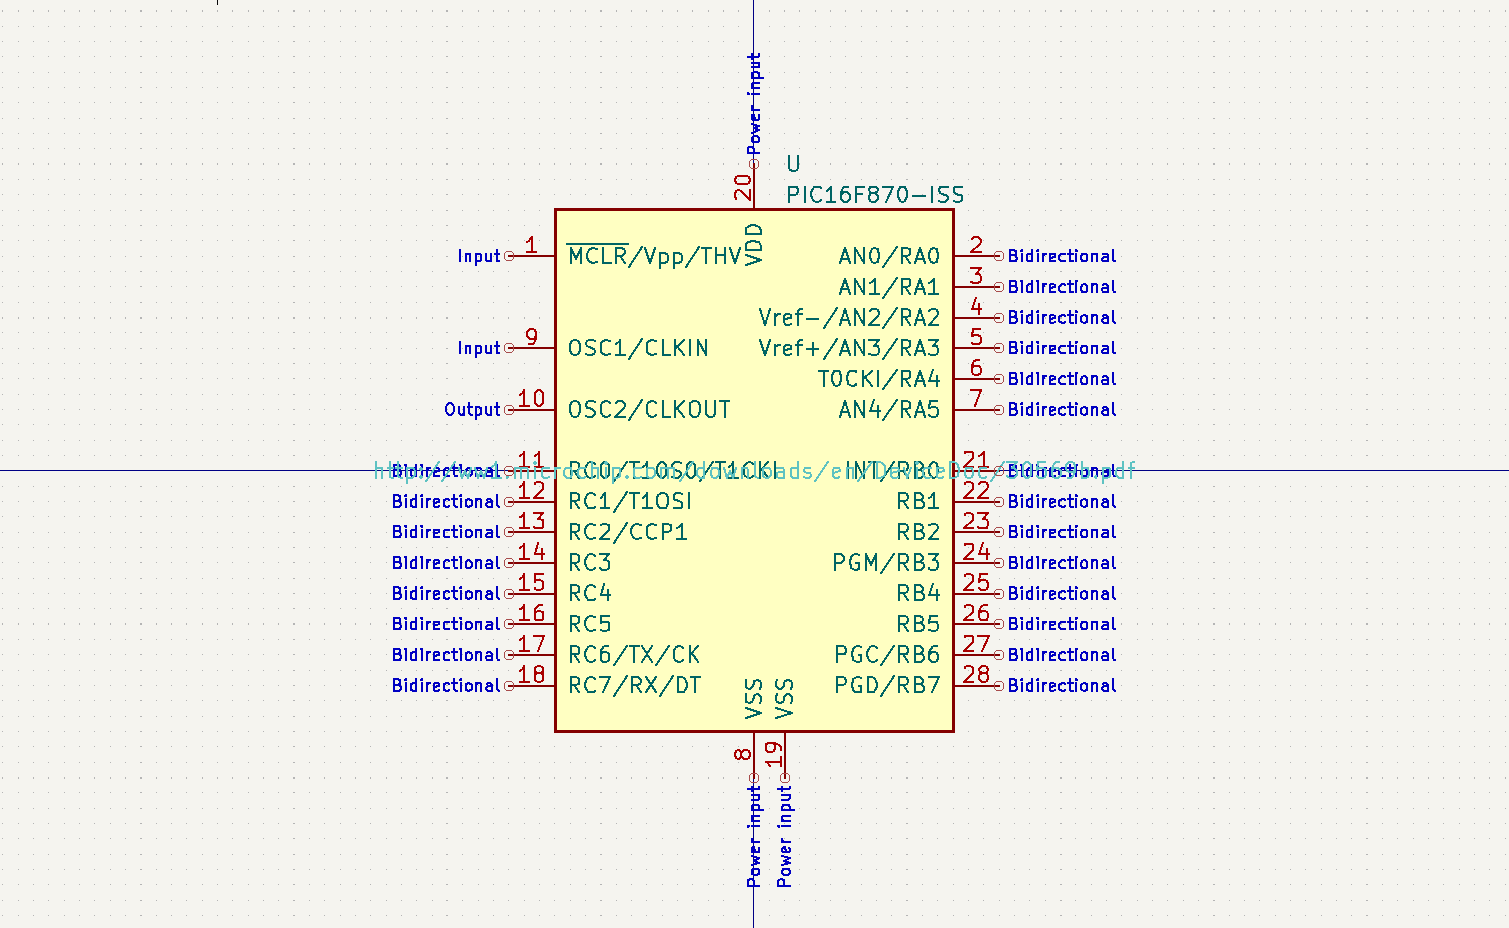 Power input
20
U
PIC16F870-ISS
VDD
Input 1 MCLR/Vpp/THV
AN0/RA0 2 Bidirectional
AN1/RA1 3 Bidirectional
Vref-/AN2/RA2 4 Bidirectional
Input 9 OSC1/CLKIN
Vref+/AN3/RA3 5 Bidirectional
T0CKI/RA4 6 Bidirectional
Output 10 OSC2/CLKOUT
AN4/RA5 7 Bidirectional
Bidirectional 11 RC0/T1OSO/T1CKI
INT/RB0 21 Bidirectional
http://ww1.microchip.com/downloads/en/DeviceDoc/30569b.pdf
Bidirectional 12 RC1/T1OSI
RB1 22 Bidirectional
Bidirectional 13 RC2/CCP1
RB2 23 Bidirectional
Bidirectional 14 RC3
PGM/RB3 24 Bidirectional
Bidirectional 15 RC4
RB4 25 Bidirectional
Bidirectional 16 RC5
RB5 26 Bidirectional
Bidirectional 17 RC6/TX/CK
PGC/RB6 27 Bidirectional
Bidirectional 18 RC7/RX/DT
PGD/RB7 28 Bidirectional
VSS
VSS
8
19
Power input
Power input